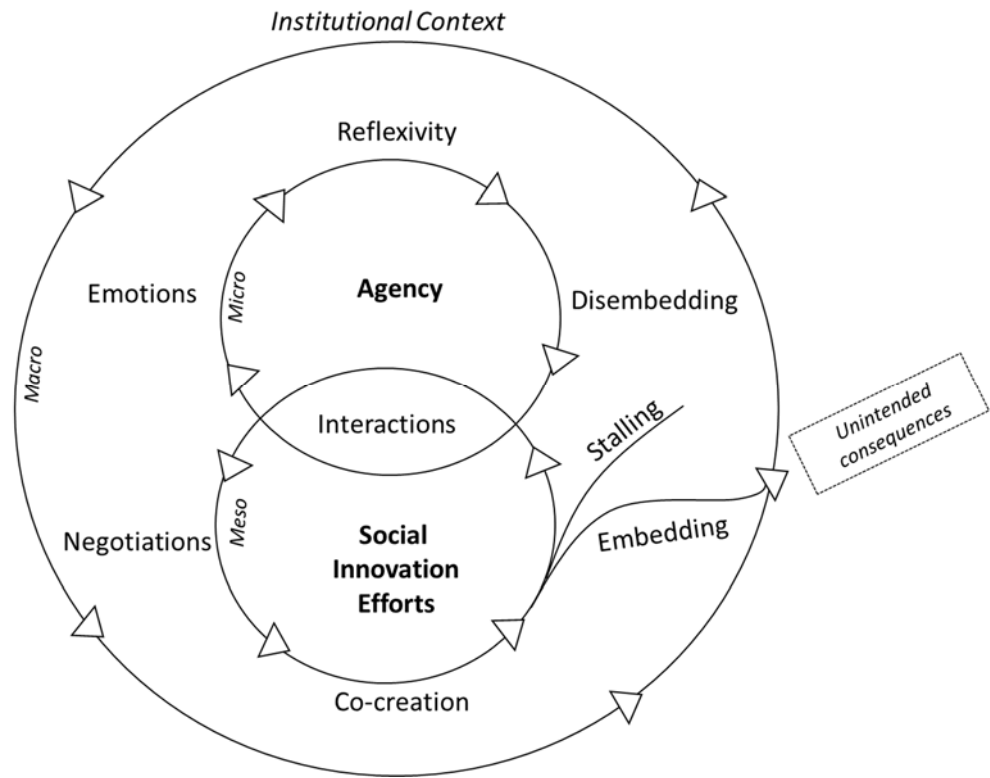 Institutional Context
Reflexivity
Micro
Agency
Emotions
Disembedding
Macro
Interactions
Stalling
Unintended
consequences
Meso
Negotiations
Social
Innovation
Efforts
Embedding
Co-creation